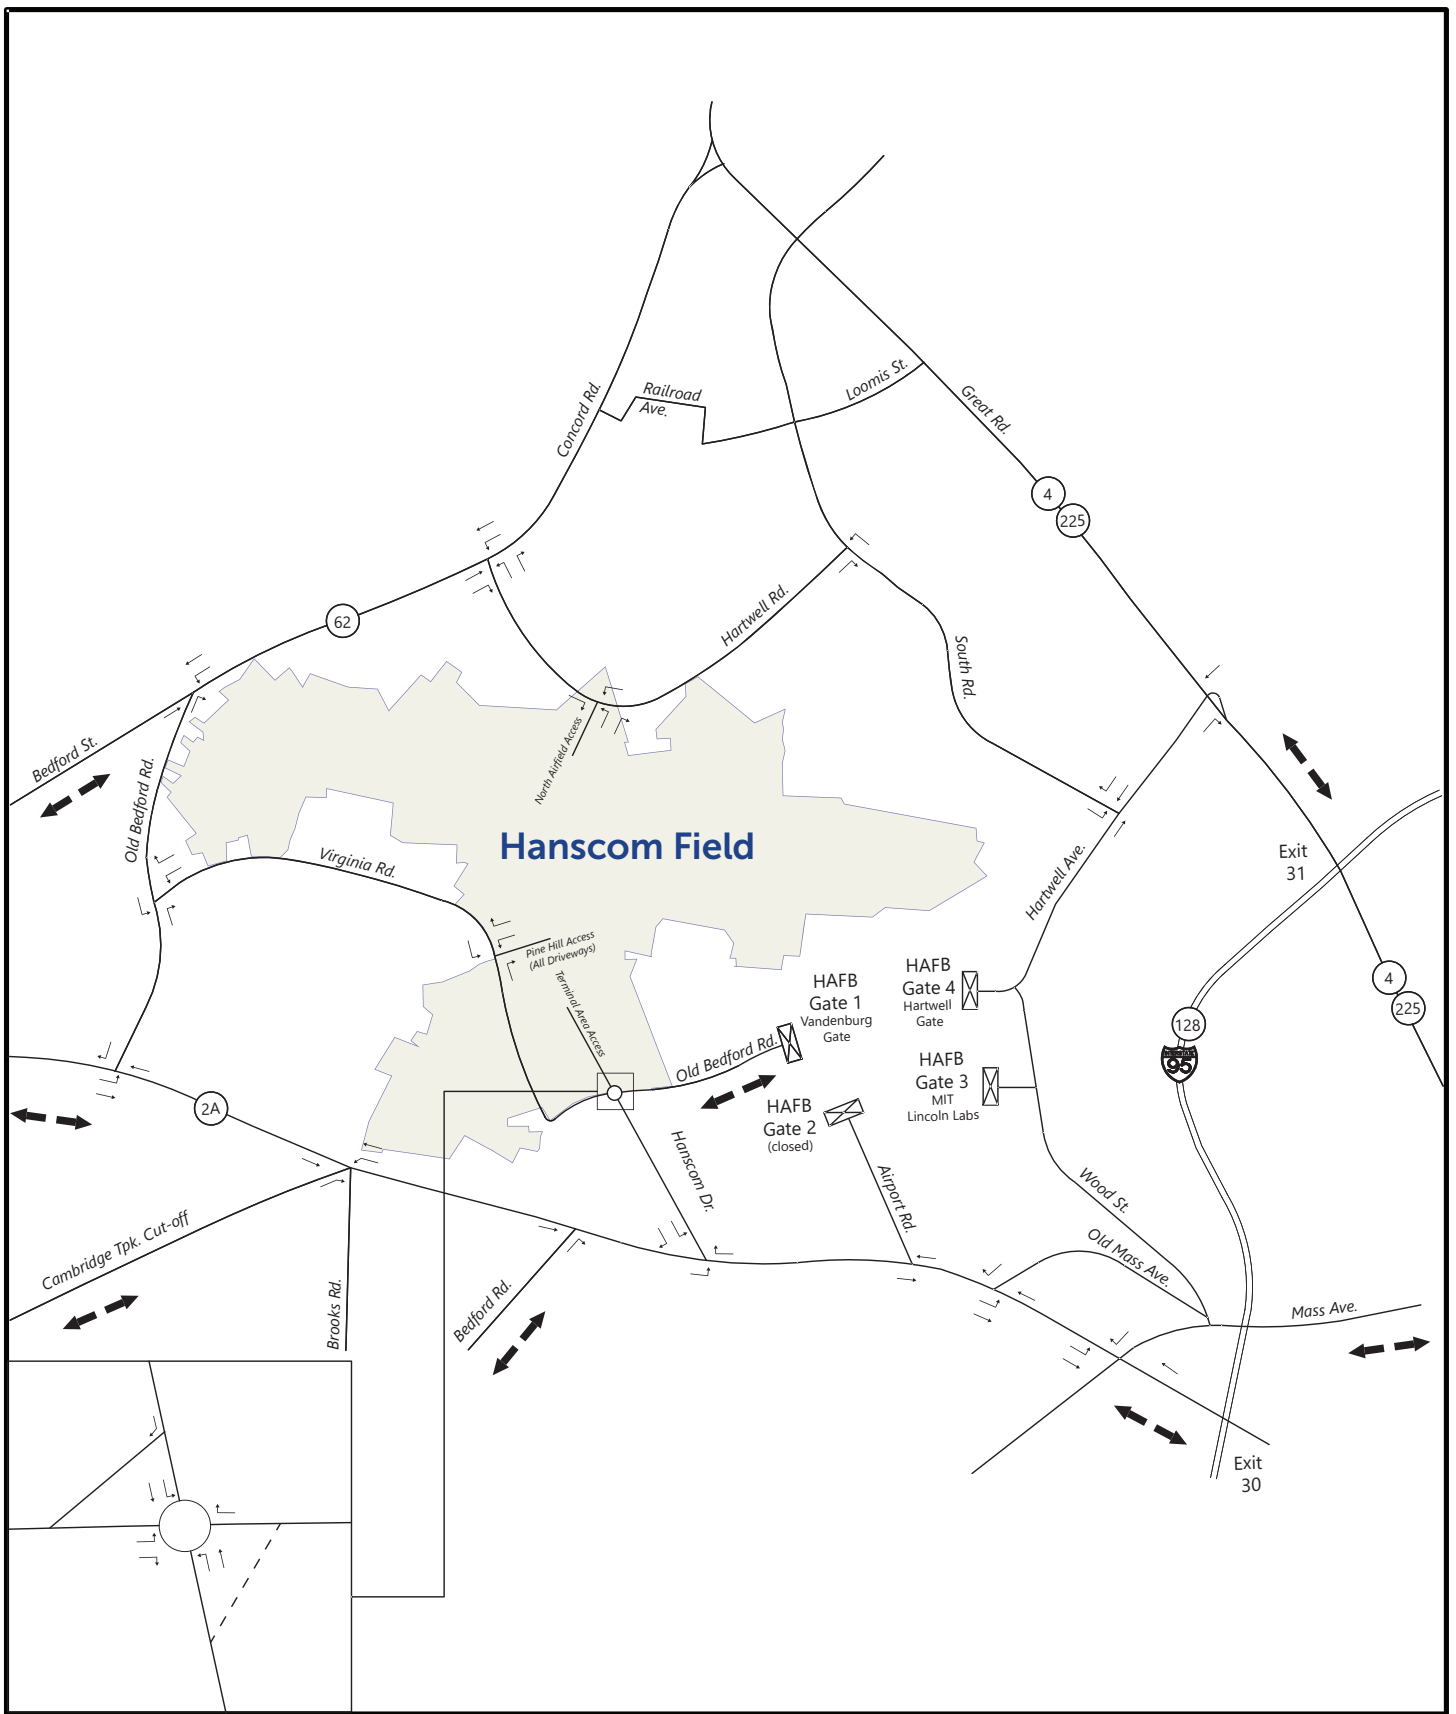 Railroad
Ave.
Loomis St.
Concord Rd.
Great Rd.
4
225
62
Hartwell Rd.
South Rd.
Bedford St.
Old Bedford Rd.
North Airfield Access
Hanscom Field
Virginia Rd.
Exit
31
Hartwell Ave.
Pine Hill Access
(All Driveways)
Terminal Area Access
HAFB
Gate 1
Vandenburg
Gate
HAFB
Gate 4
Hartwell
Gate
4
225
128
INTERSTATE
95
Old Bedford Rd.
HAFB
Gate 3
MIT
Lincoln Labs
2A
HAFB
Gate 2
(closed)
Hanscom Dr.
Airport Rd.
Wood St.
Old Mass Ave.
Cambridge Tpk. Cut-off
Brooks Rd.
Bedford Rd.
Mass Ave.
Exit
30